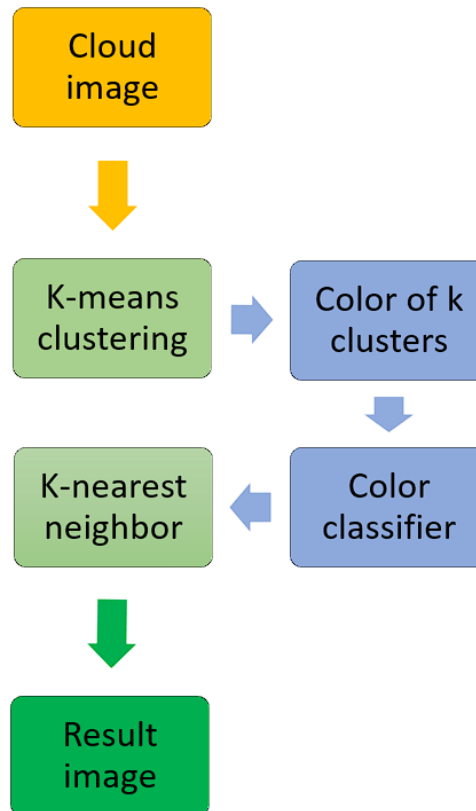 Cloud
image
K-means
clustering
Color of k
clusters
K-nearest
neighbor
Color
classifier
Result
image